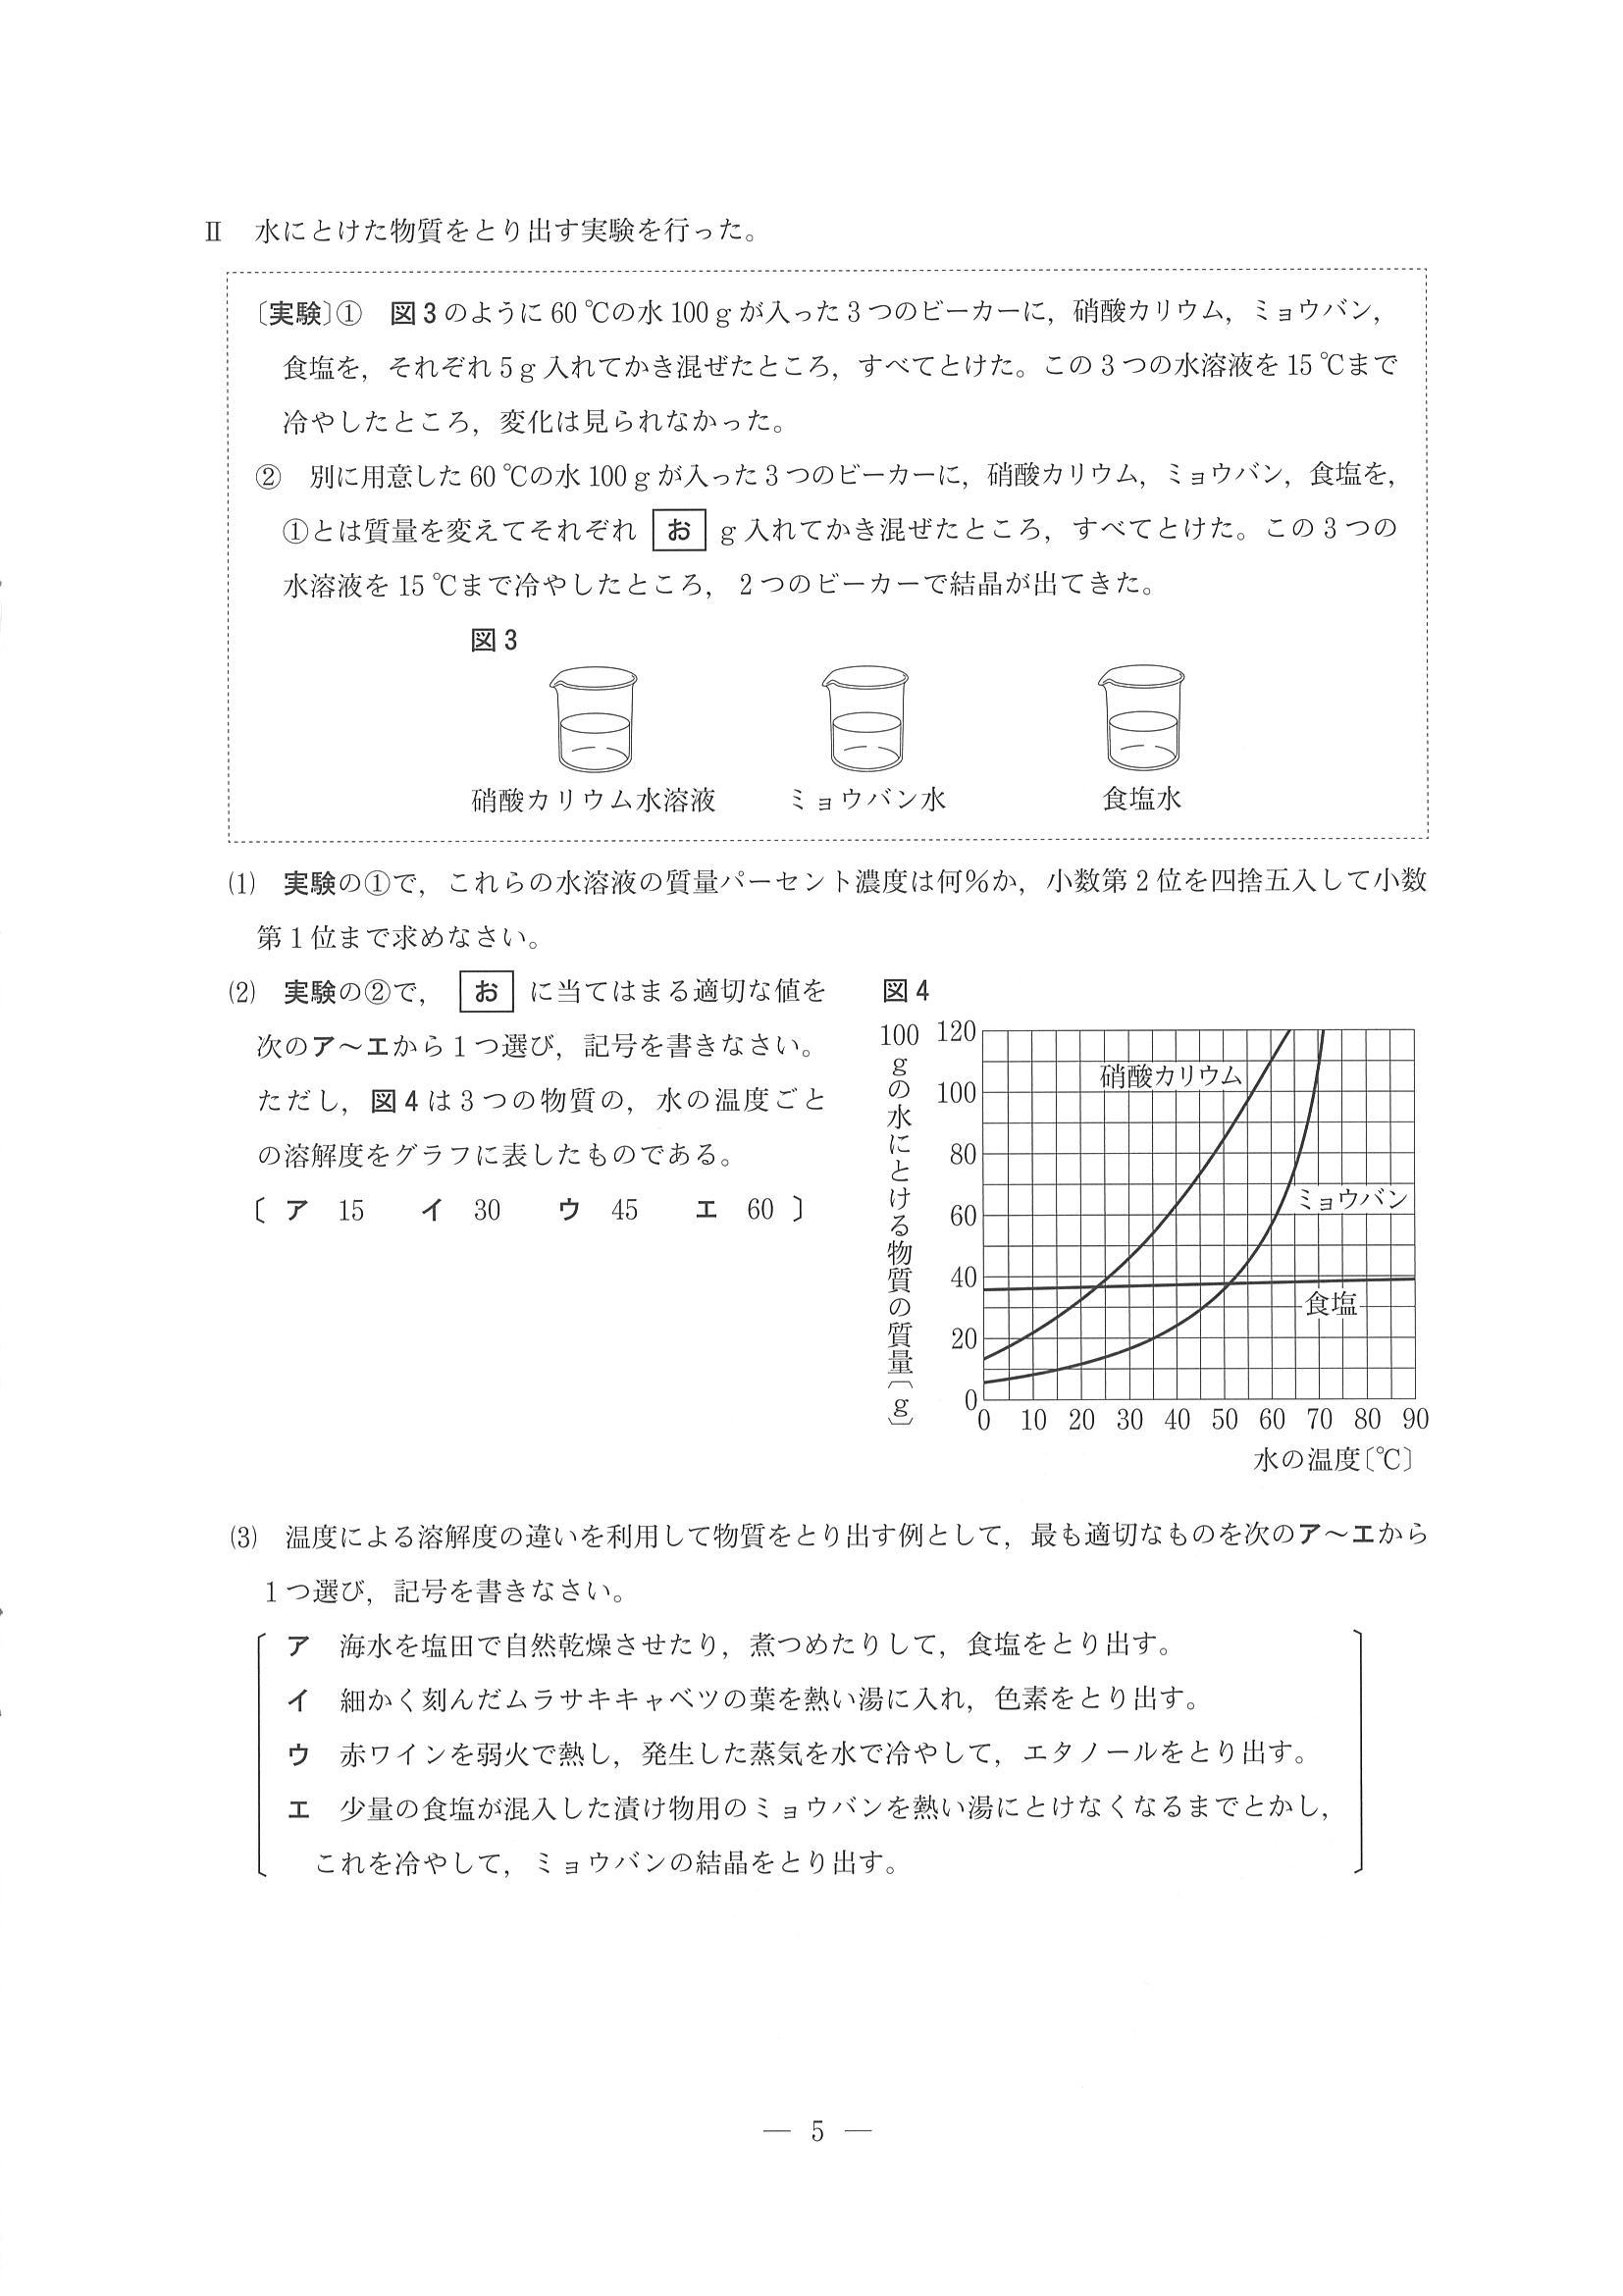 Ⅱ　水にとけた物質をとり出す実験を行った。
〔実験〕①　図3のように60℃の水100gが入った3つのビーカーに，硝酸カリウム，ミョウバン，
食塩を，それぞれ5g入れてかき混ぜたところ，すべてとけた。この3つの水溶液を15℃まで
冷やしたところ，変化は見られなかった。
②　別に用意した60℃の水100gが入った3つのビーカーに，硝酸カリウム，ミョウバン，食塩を，
①とは質量を変えてそれぞれ お g入れてかき混ぜたところ，すべてとけた。この3つの
水溶液を15℃まで冷やしたところ，2つのビーカーで結晶が出てきた。
図3
硝酸カリウム水溶液　ミョウバン水　食塩水
⑴　実験の①で，これらの水溶液の質量パーセント濃度は何％か，小数第2位を四捨五入して小数
第1位まで求めなさい。
⑵　実験の②で， お に当てはまる適切な値を
次のア〜エから1つ選び，記号を書きなさい。
ただし，図4は3つの物質の，水の温度ごと
の溶解度をグラフに表したものである。
〔 ア　15　イ　30　ウ　45　エ　60 〕
図4
100gの水にとける物質の質量〔g〕
120
100
80
60
40
20
0
硝酸カリウム
ミョウバン
食塩
0 10 20 30 40 50 60 70 80 90
水の温度〔℃〕
⑶　温度による溶解度の違いを利用して物質をとり出す例として，最も適切なものを次のア〜エから
1つ選び，記号を書きなさい。
ア　海水を塩田で自然乾燥させたり，煮つめたりして，食塩をとり出す。
イ　細かく刻んだムラサキキャベツの葉を熱い湯に入れ，色素をとり出す。
ウ　赤ワインを弱火で熱し，発生した蒸気を水で冷やして，エタノールをとり出す。
エ　少量の食塩が混入した漬け物用のミョウバンを熱い湯にとけなくなるまでとかし，
これを冷やして，ミョウバンの結晶をとり出す。
― 5 ―